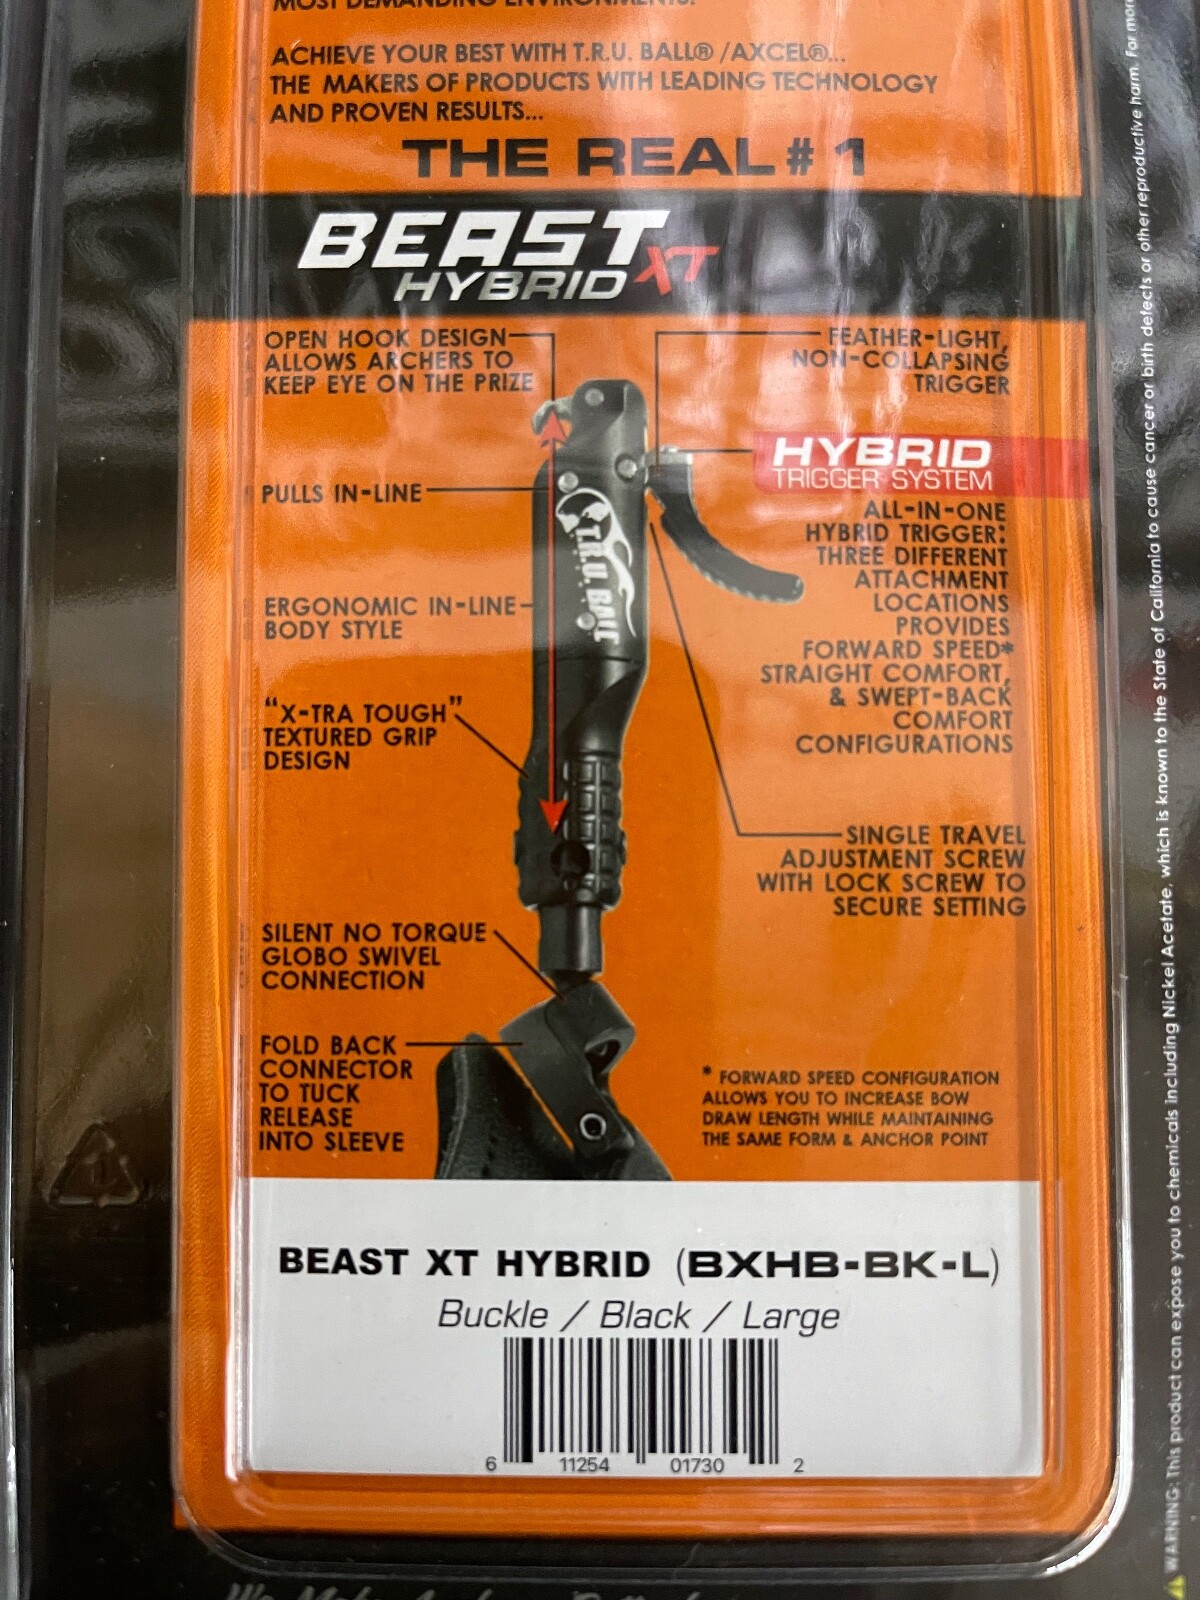 MOST DEMANDING ENVIRONMENTS.
ACHIEVE YOUR BEST WITH T.R.U. BALL® /AXCEL®...
THE MAKERS OF PRODUCTS WITH LEADING TECHNOLOGY
AND PROVEN RESULTS...
THE REAL #1
BEAST
HYBRID XT
OPEN HOOK DESIGN
ALLOWS ARCHERS TO
KEEP EYE ON THE PRIZE
PULLS IN-LINE
ERGONOMIC IN-LINE
BODY STYLE
"X-TRA TOUGH"
TEXTURED GRIP
DESIGN
SILENT NO TORQUE
GLOBO SWIVEL
CONNECTION
FOLD BACK
CONNECTOR
TO TUCK
RELEASE
INTO SLEEVE
T.R.U. BALL
FEATHER-LIGHT,
NON-COLLAPSING
TRIGGER
HYBRID
TRIGGER SYSTEM
ALL-IN-ONE
HYBRID TRIGGER:
THREE DIFFERENT
ATTACHMENT
LOCATIONS
PROVIDES
FORWARD SPEED*
STRAIGHT COMFORT,
& SWEPT-BACK
COMFORT
CONFIGURATIONS
SINGLE TRAVEL
ADJUSTMENT SCREW
WITH LOCK SCREW TO
SECURE SETTING
* FORWARD SPEED CONFIGURATION
ALLOWS YOU TO INCREASE BOW
DRAW LENGTH WHILE MAINTAINING
THE SAME FORM & ANCHOR POINT
BEAST XT HYBRID (BXHB-BK-L)
Buckle / Black / Large
6 11254 01730 2
WARNING: This product can expose you to chemicals including Nickel Acetate, which is known to the State of California to cause cancer or birth defects or other reproductive harm. For more